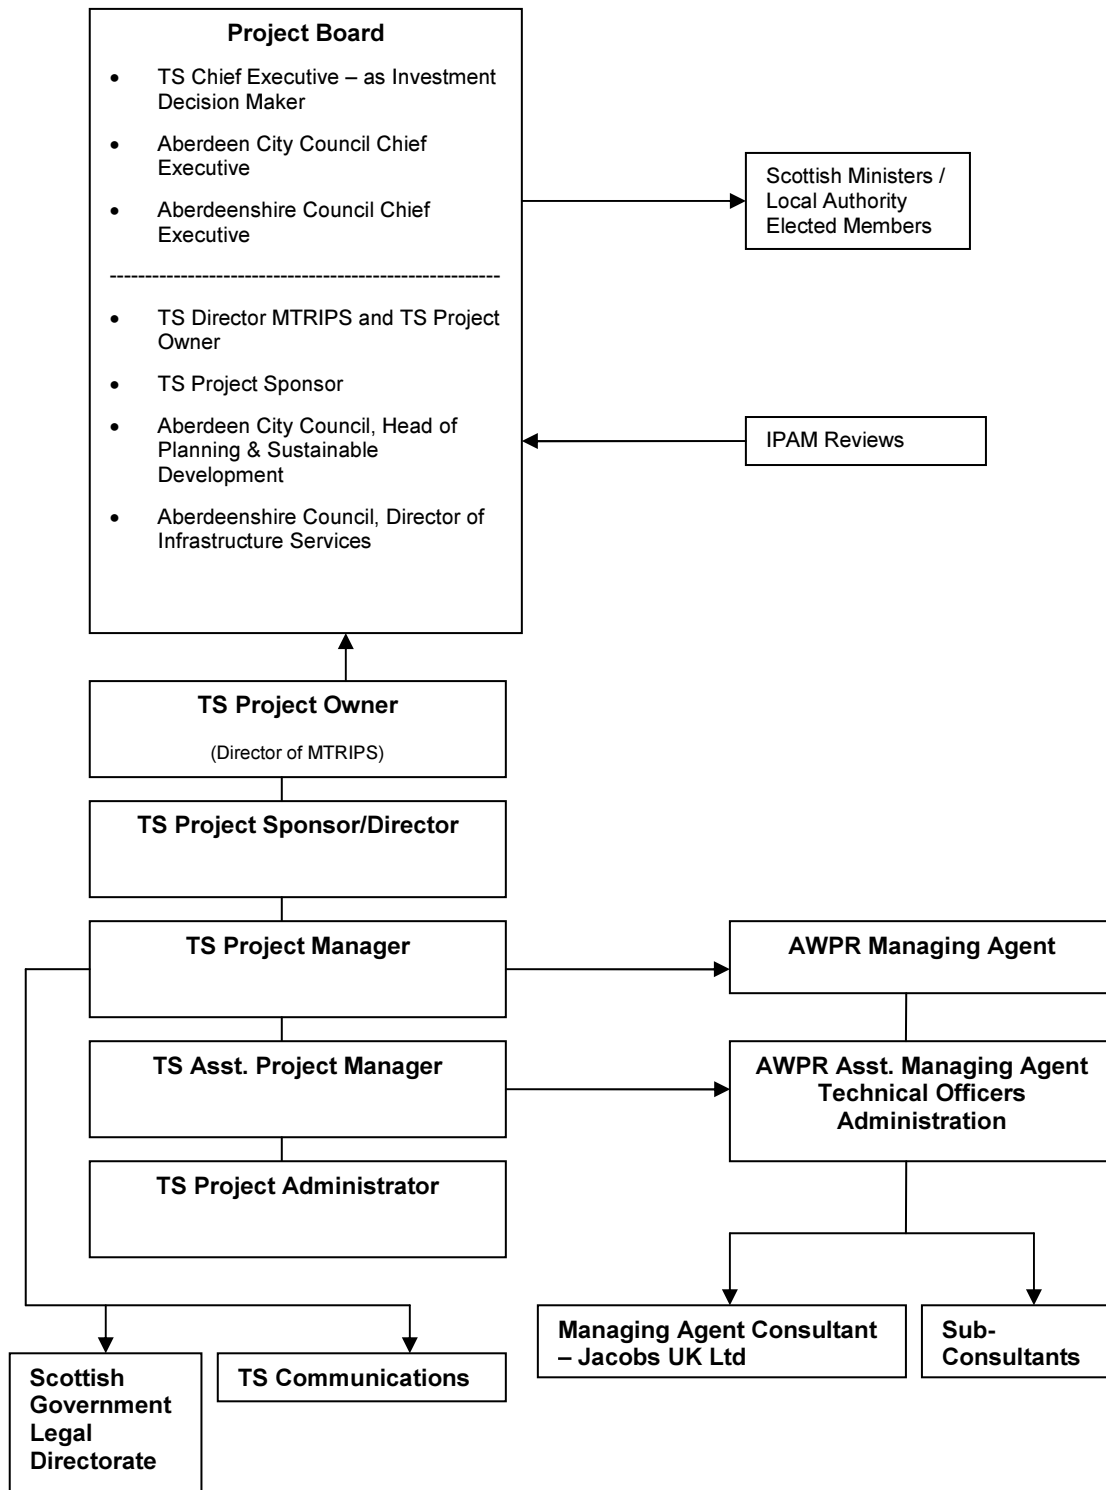 Project Board
• TS Chief Executive – as Investment
Decision Maker
• Aberdeen City Council Chief
Executive
• Aberdeenshire Council Chief
Executive
-------------------------------------------------------
• TS Director MTRIPS and TS Project
Owner
• TS Project Sponsor
• Aberdeen City Council, Head of
Planning & Sustainable
Development
• Aberdeenshire Council, Director of
Infrastructure Services
Scottish Ministers /
Local Authority
Elected Members
IPAM Reviews
TS Project Owner
(Director of MTRIPS)
TS Project Sponsor/Director
TS Project Manager
AWPR Managing Agent
TS Asst. Project Manager
AWPR Asst. Managing Agent
Technical Officers
Administration
TS Project Administrator
Scottish
Government
Legal
Directorate
TS Communications
Managing Agent Consultant
– Jacobs UK Ltd
Sub-
Consultants